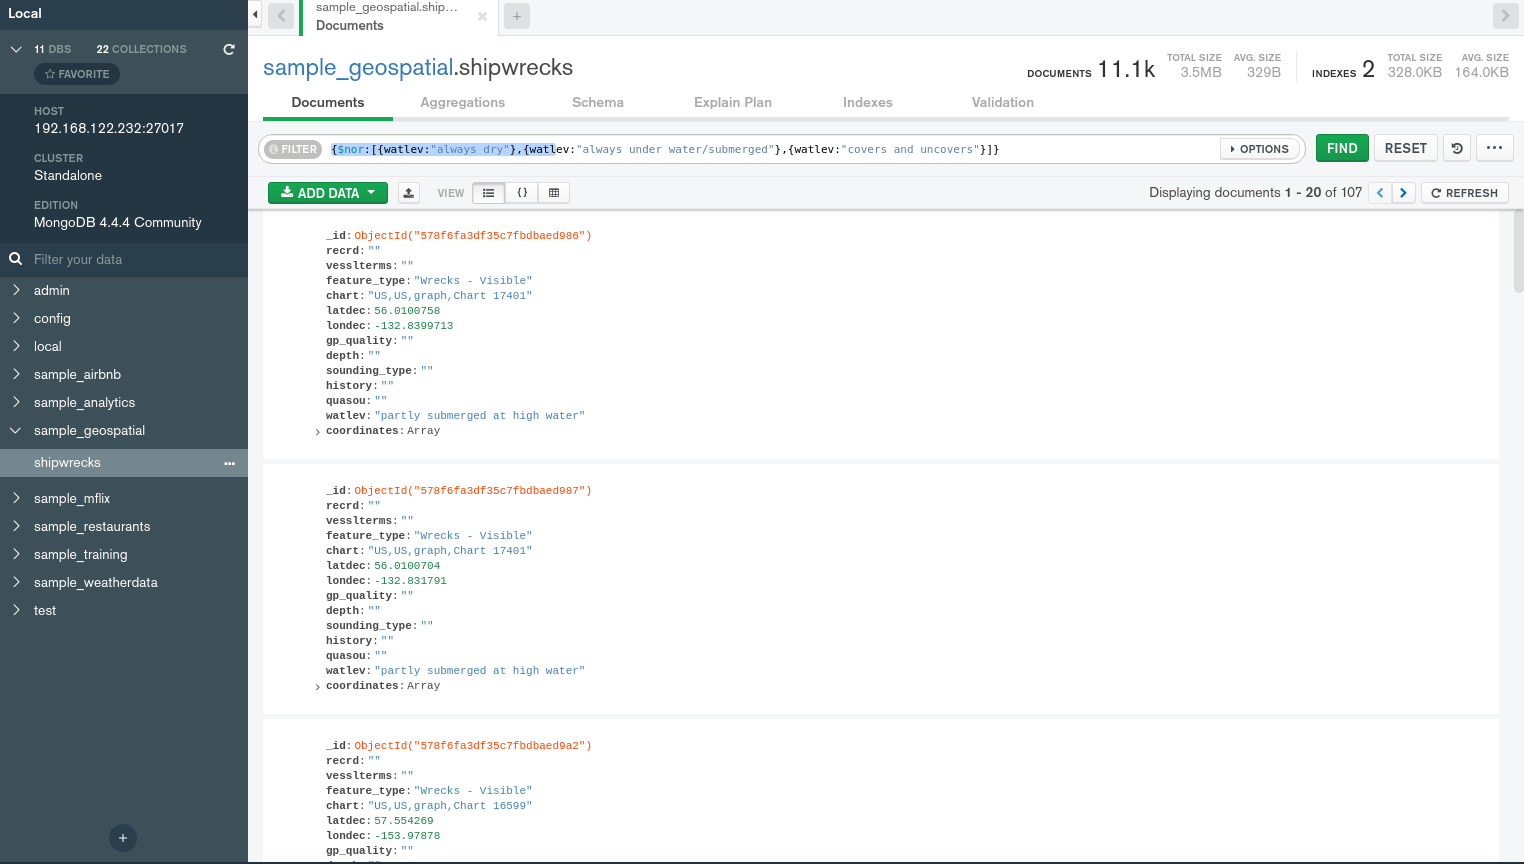 Local
11 DBS 22 COLLECTIONS
FAVORITE
HOST
192.168.122.232:27017
CLUSTER
Standalone
EDITION
MongoDB 4.4.4 Community
Filter your data
admin
config
local
sample_airbnb
sample_analytics
sample_geospatial
shipwrecks
sample_mflix
sample_restaurants
sample_training
sample_weatherdata
test
sample_geospatial.ship...
Documents
sample_geospatial.shipwrecks
DOCUMENTS 11.1k TOTAL SIZE 3.5MB AVG. SIZE 329B INDEXES 2 TOTAL SIZE 328.0KB AVG. SIZE 164.0KB
Documents Aggregations Schema Explain Plan Indexes Validation
FILTER {$nor:[{watlev:"always dry"},{watlev:"always under water/submerged"},{watlev:"covers and uncovers"}]} OPTIONS FIND RESET
ADD DATA VIEW {} Displaying documents 1 - 20 of 107 REFRESH
_id: ObjectId("578f6fa3df35c7fbdbaed986")
recrd: ""
vesslterms: ""
feature_type: "Wrecks - Visible"
chart: "US,US,graph,Chart 17401"
latdec: 56.0100758
londec: -132.8399713
gp_quality: ""
depth: ""
sounding_type: ""
history: ""
quasou: ""
watlev: "partly submerged at high water"
coordinates: Array
_id: ObjectId("578f6fa3df35c7fbdbaed987")
recrd: ""
vesslterms: ""
feature_type: "Wrecks - Visible"
chart: "US,US,graph,Chart 17401"
latdec: 56.0100704
londec: -132.831791
gp_quality: ""
depth: ""
sounding_type: ""
history: ""
quasou: ""
watlev: "partly submerged at high water"
coordinates: Array
_id: ObjectId("578f6fa3df35c7fbdbaed9a2")
recrd: ""
vesslterms: ""
feature_type: "Wrecks - Visible"
chart: "US,US,graph,Chart 16599"
latdec: 57.554269
londec: -153.97878
gp_quality: ""